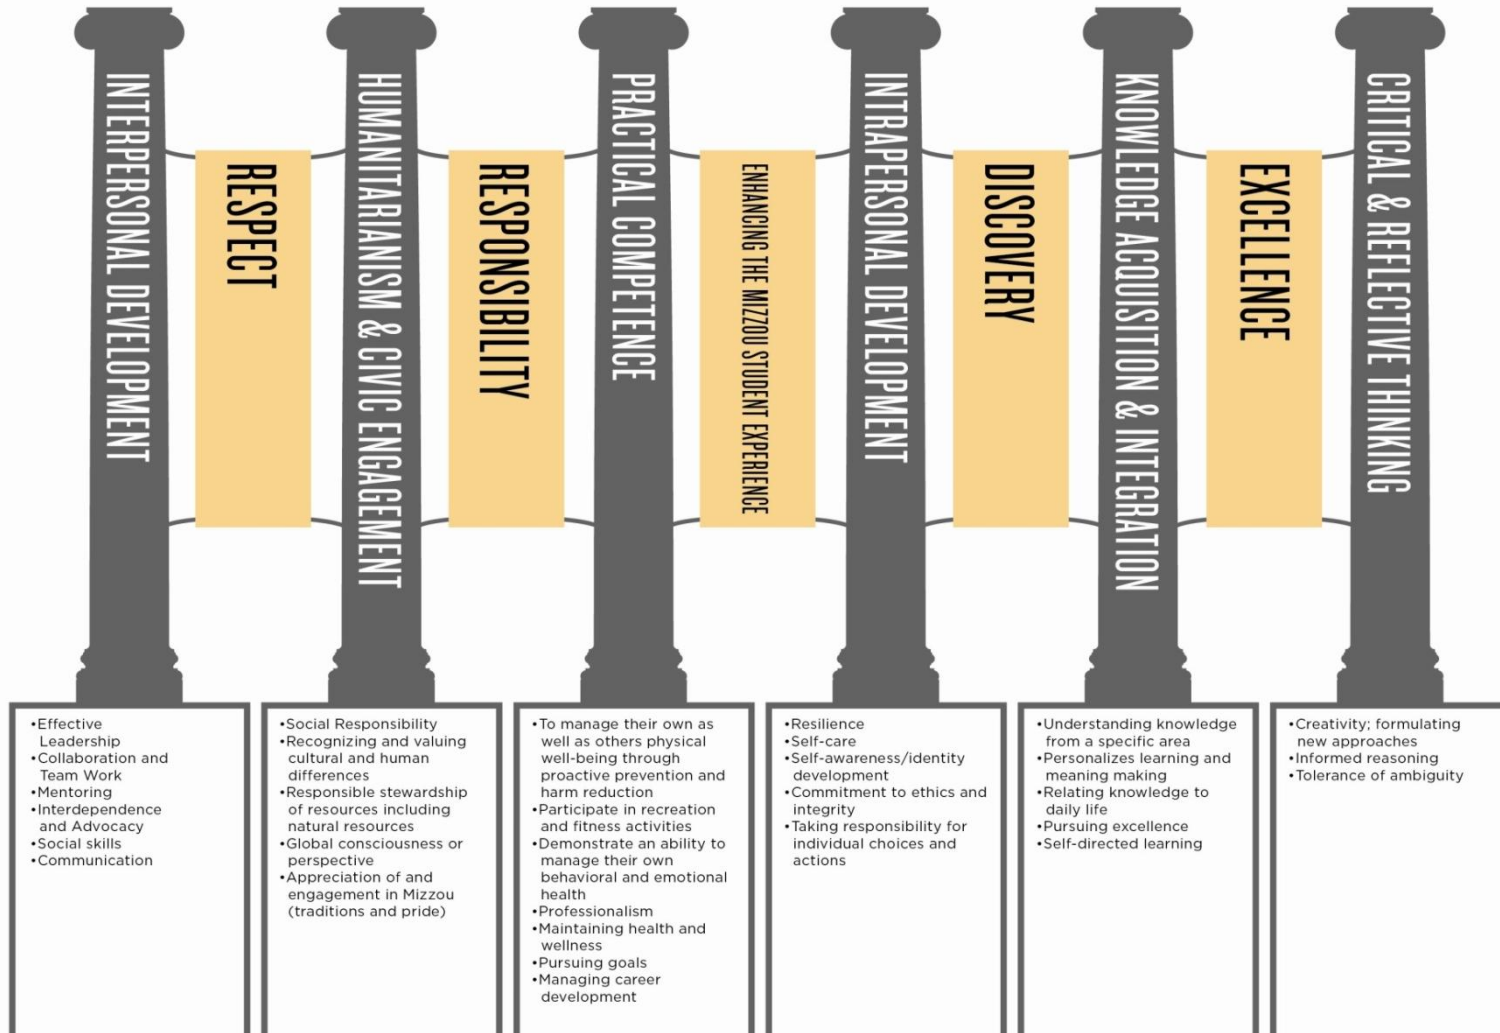 INTERPERSONAL DEVELOPMENT
RESPECT
HUMANITARIANISM & CIVIC ENGAGEMENT
RESPONSIBILITY
PRACTICAL COMPETENCE
ENHANCING THE MIZZOU STUDENT EXPERIENCE
INTRAPERSONAL DEVELOPMENT
DISCOVERY
KNOWLEDGE ACQUISITION & INTEGRATION
EXCELLENCE
CRITICAL & REFLECTIVE THINKING
•Effective
Leadership
•Collaboration and
Team Work
•Mentoring
•Interdependence
and Advocacy
•Social skills
•Communication
•Social Responsibility
•Recognizing and valuing
cultural and human
differences
•Responsible stewardship
of resources including
natural resources
•Global consciousness or
perspective
•Appreciation of and
engagement in Mizzou
(traditions and pride)
•To manage their own as
well as others physical
well-being through
proactive prevention and
harm reduction
•Participate in recreation
and fitness activities
•Demonstrate an ability to
manage their own
behavioral and emotional
health
•Professionalism
•Maintaining health and
wellness
•Pursuing goals
•Managing career
development
•Resilience
•Self-care
•Self-awareness/identity
development
•Commitment to ethics and
integrity
•Taking responsibility for
individual choices and
actions
•Understanding knowledge
from a specific area
•Personalizes learning and
meaning making
•Relating knowledge to
daily life
•Pursuing excellence
•Self-directed learning
•Creativity; formulating
new approaches
•Informed reasoning
•Tolerance of ambiguity